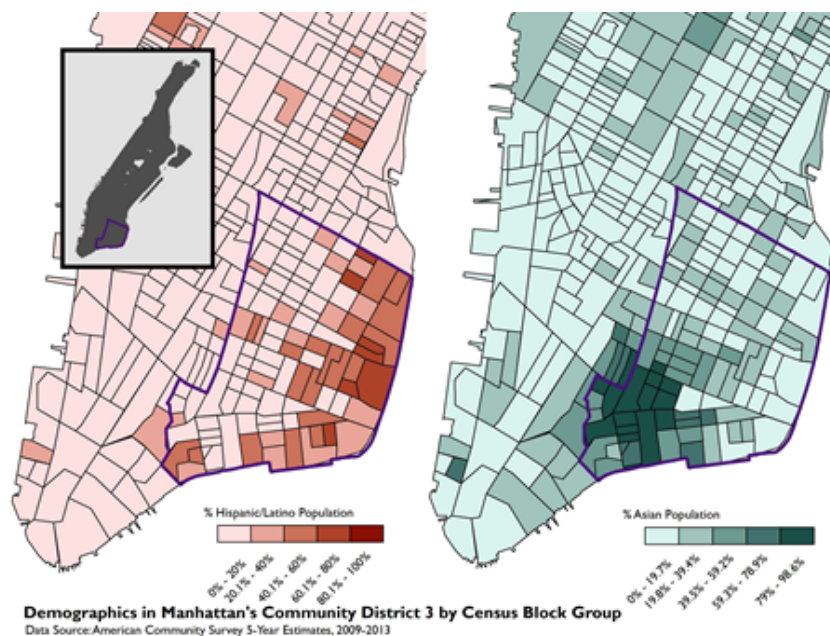 % Hispanic/Latino Population
0% - 20%
20.1% - 40%
40.1% - 60%
60.1% - 80%
80.1% - 100%
% Asian Population
0% - 19.7%
19.8% - 39.4%
39.5% - 59.2%
59.3% - 78.9%
79% - 98.6%
Demographics in Manhattan's Community District 3 by Census Block Group
Data Source: American Community Survey 5-Year Estimates, 2009-2013